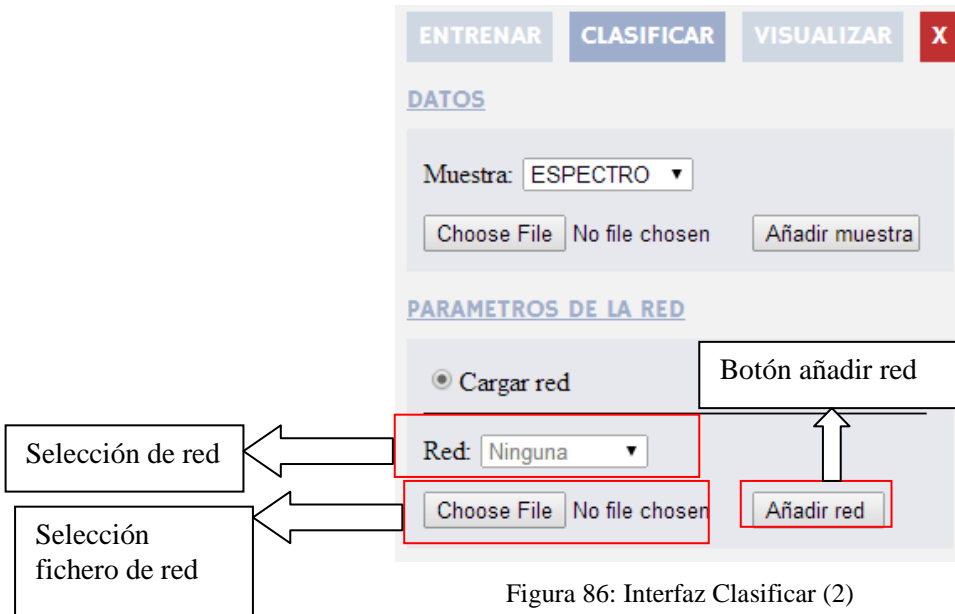 ENTRENAR CLASIFICAR VISUALIZAR X
DATOS
Muestra: ESPECTRO
Choose File No file chosen Añadir muestra
PARAMETROS DE LA RED
Botón añadir red
Cargar red
Selección de red
Red: Ninguna
Choose File No file chosen Añadir red
Selección
fichero de red
Figura 86: Interfaz Clasificar (2)